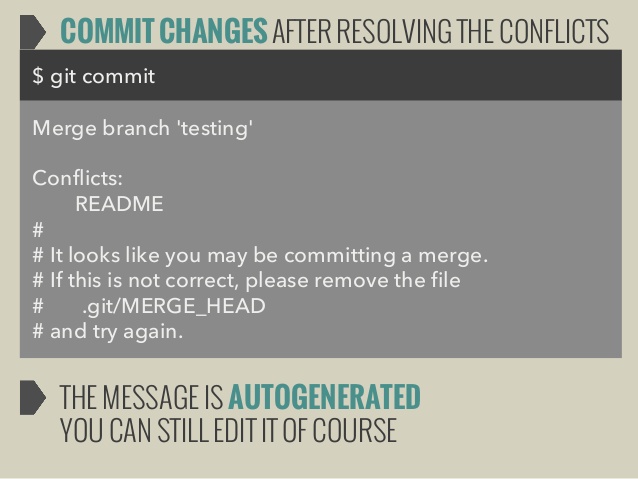 COMMIT CHANGES AFTER RESOLVING THE CONFLICTS
$ git commit
Merge branch 'testing'
Conflicts:
README
#
# It looks like you may be committing a merge.
# If this is not correct, please remove the file
# .git/MERGE_HEAD
# and try again.
THE MESSAGE IS AUTOGENERATED
YOU CAN STILL EDIT IT OF COURSE